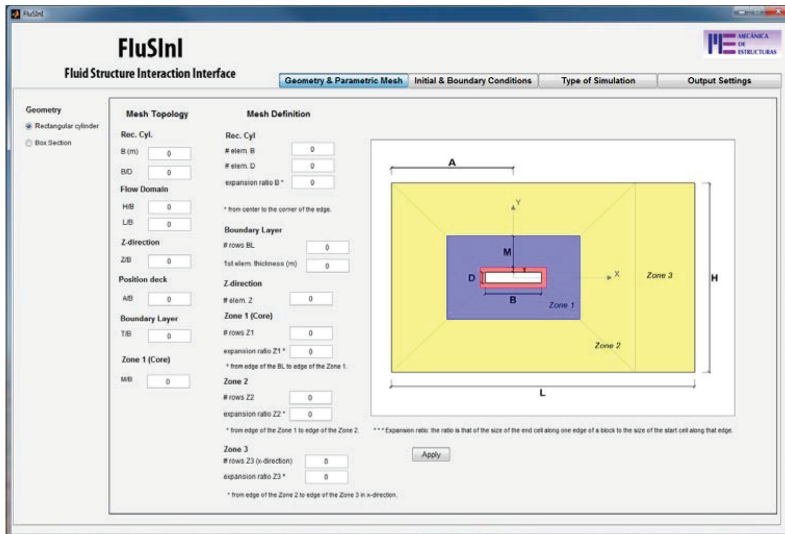 FluSInI
FluSInI
Fluid Structure Interaction Interface
MECÁNICA
DE
ESTRUCTURAS
Geometry & Parametric Mesh
Initial & Boundary Conditions
Type of Simulation
Output Settings
Geometry
Rectangular cylinder
Box Section
Mesh Topology
Rec. Cyl.
B (m) 0
B/D 0
Flow Domain
H/B 0
L/B 0
Z-direction
Z/B 0
Position deck
A/B 0
Boundary Layer
T/B 0
Zone 1 (Core)
M/B 0
Mesh Definition
Rec. Cyl
# elem. B 0
# elem. D 0
expansion ratio B * 0
* from center to the corner of the edge.
Boundary Layer
# rows BL 0
1st elem. thickness (m) 0
Z-direction
# elem. Z 0
Zone 1 (Core)
# rows Z1 0
expansion ratio Z1 * 0
* from edge of the BL to edge of the Zone 1.
Zone 2
# rows Z2 0
expansion ratio Z2 * 0
* from edge of the Zone 1 to edge of the Zone 2.
Zone 3
# rows Z3 (x-direction) 0
expansion ratio Z3 * 0
* from edge of the Zone 2 to edge of the Zone 3 in x-direction.
A
Y
M
D
X
B
Zone 1
Zone 2
Zone 3
H
L
* * * Expansion ratio: the ratio is that of the size of the end cell along one edge of a block to the size of the start cell along that edge.
Apply